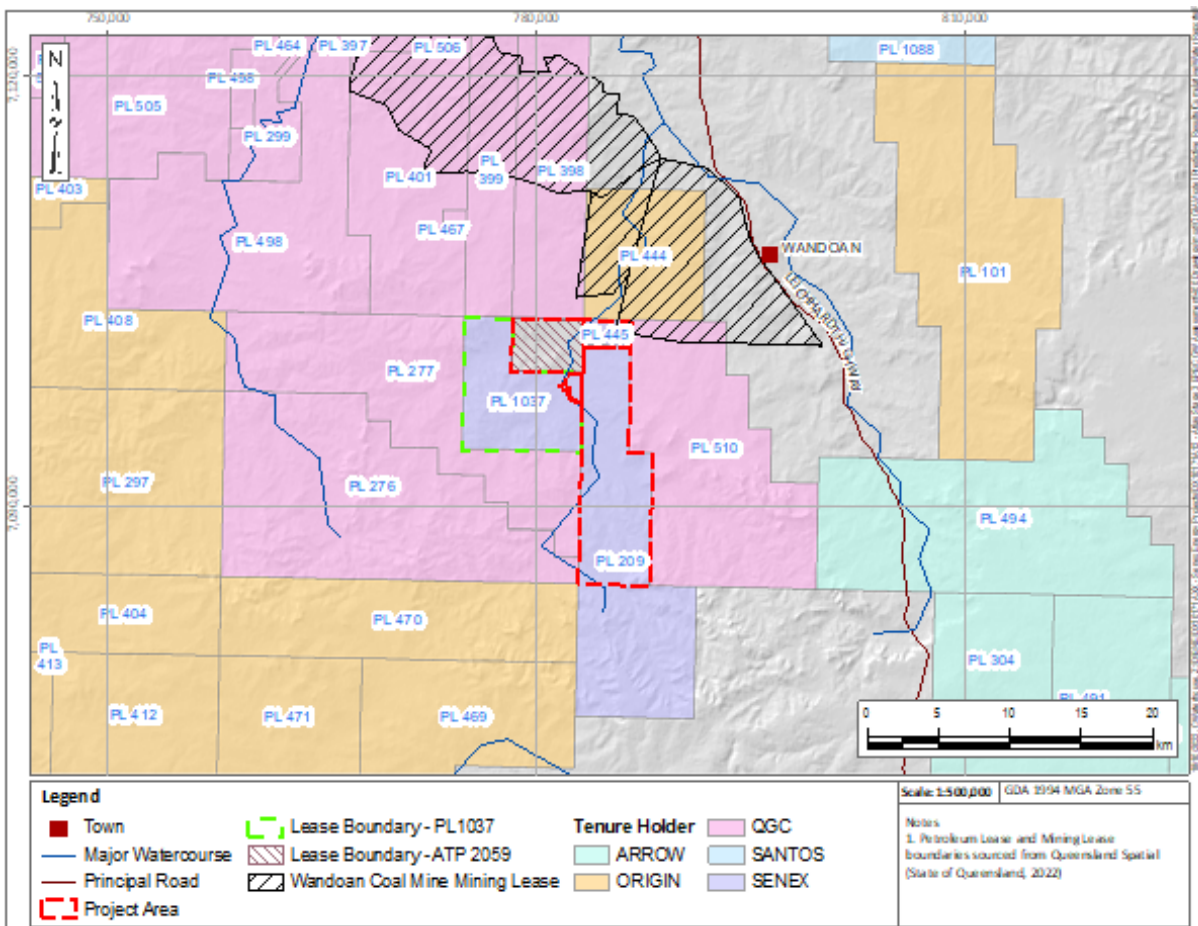 750,000
780,000
810,000
7,120,000
7,090,000
N
PL 464
PL 397
PL 506
PL 1088
PL 498
PL 505
PL 299
PL 403
PL 401
PL
399
PL 398
PL 498
PL 467
PL 444
WANDOAN
PL 101
LEICHHARDT HIGHWAY
PL 408
PL 445
PL 277
PL 1037
PL 510
PL 297
PL 276
PL 494
PL 209
PL 404
PL 470
PL
413
PL 304
PL 491
PL 412
PL 471
PL 469
0 5 10 15 20
km
Legend
Town
Major Watercourse
Principal Road
Project Area
Lease Boundary - PL1037
Lease Boundary - ATP 2059
Wandoan Coal Mine Mining Lease
Tenure Holder
ARROW
ORIGIN
QGC
SANTOS
SENEX
Scale: 1:500,000 GDA 1994 MGA Zone 55
Notes
1. Petroleum Lease and Mining Lease
boundaries sourced from Queensland Spatial
(State of Queensland, 2022)